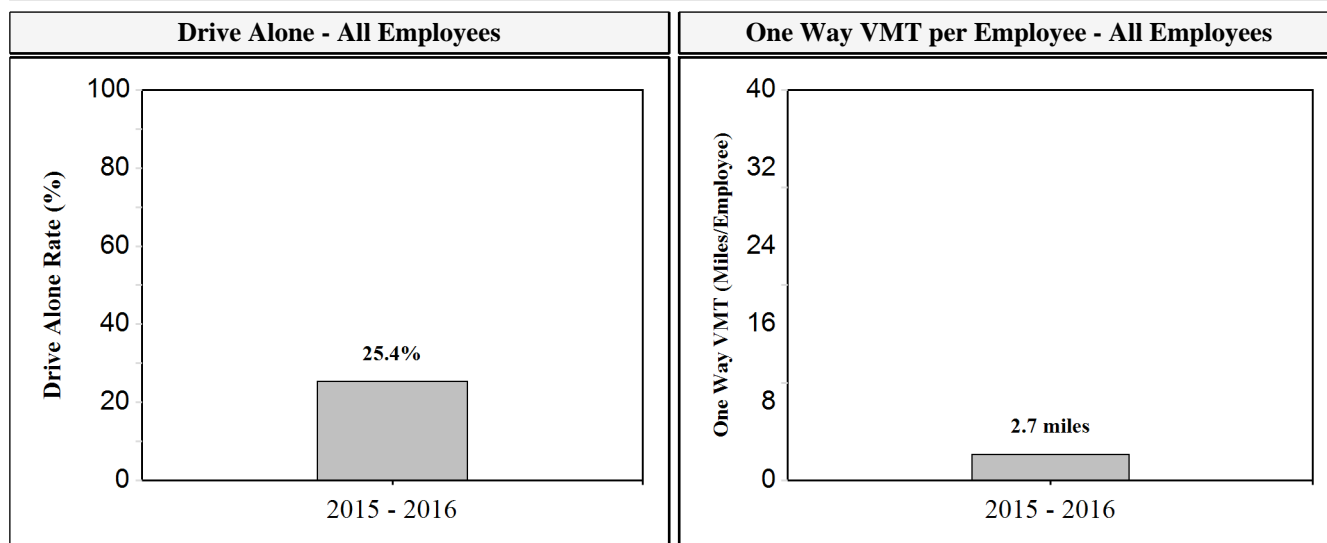 Drive Alone - All Employees
One Way VMT per Employee - All Employees
Drive Alone Rate (%)
100
80
60
40
20
0
25.4%
2015 - 2016
One Way VMT (Miles/Employee)
40
32
24
16
8
0
2.7 miles
2015 - 2016